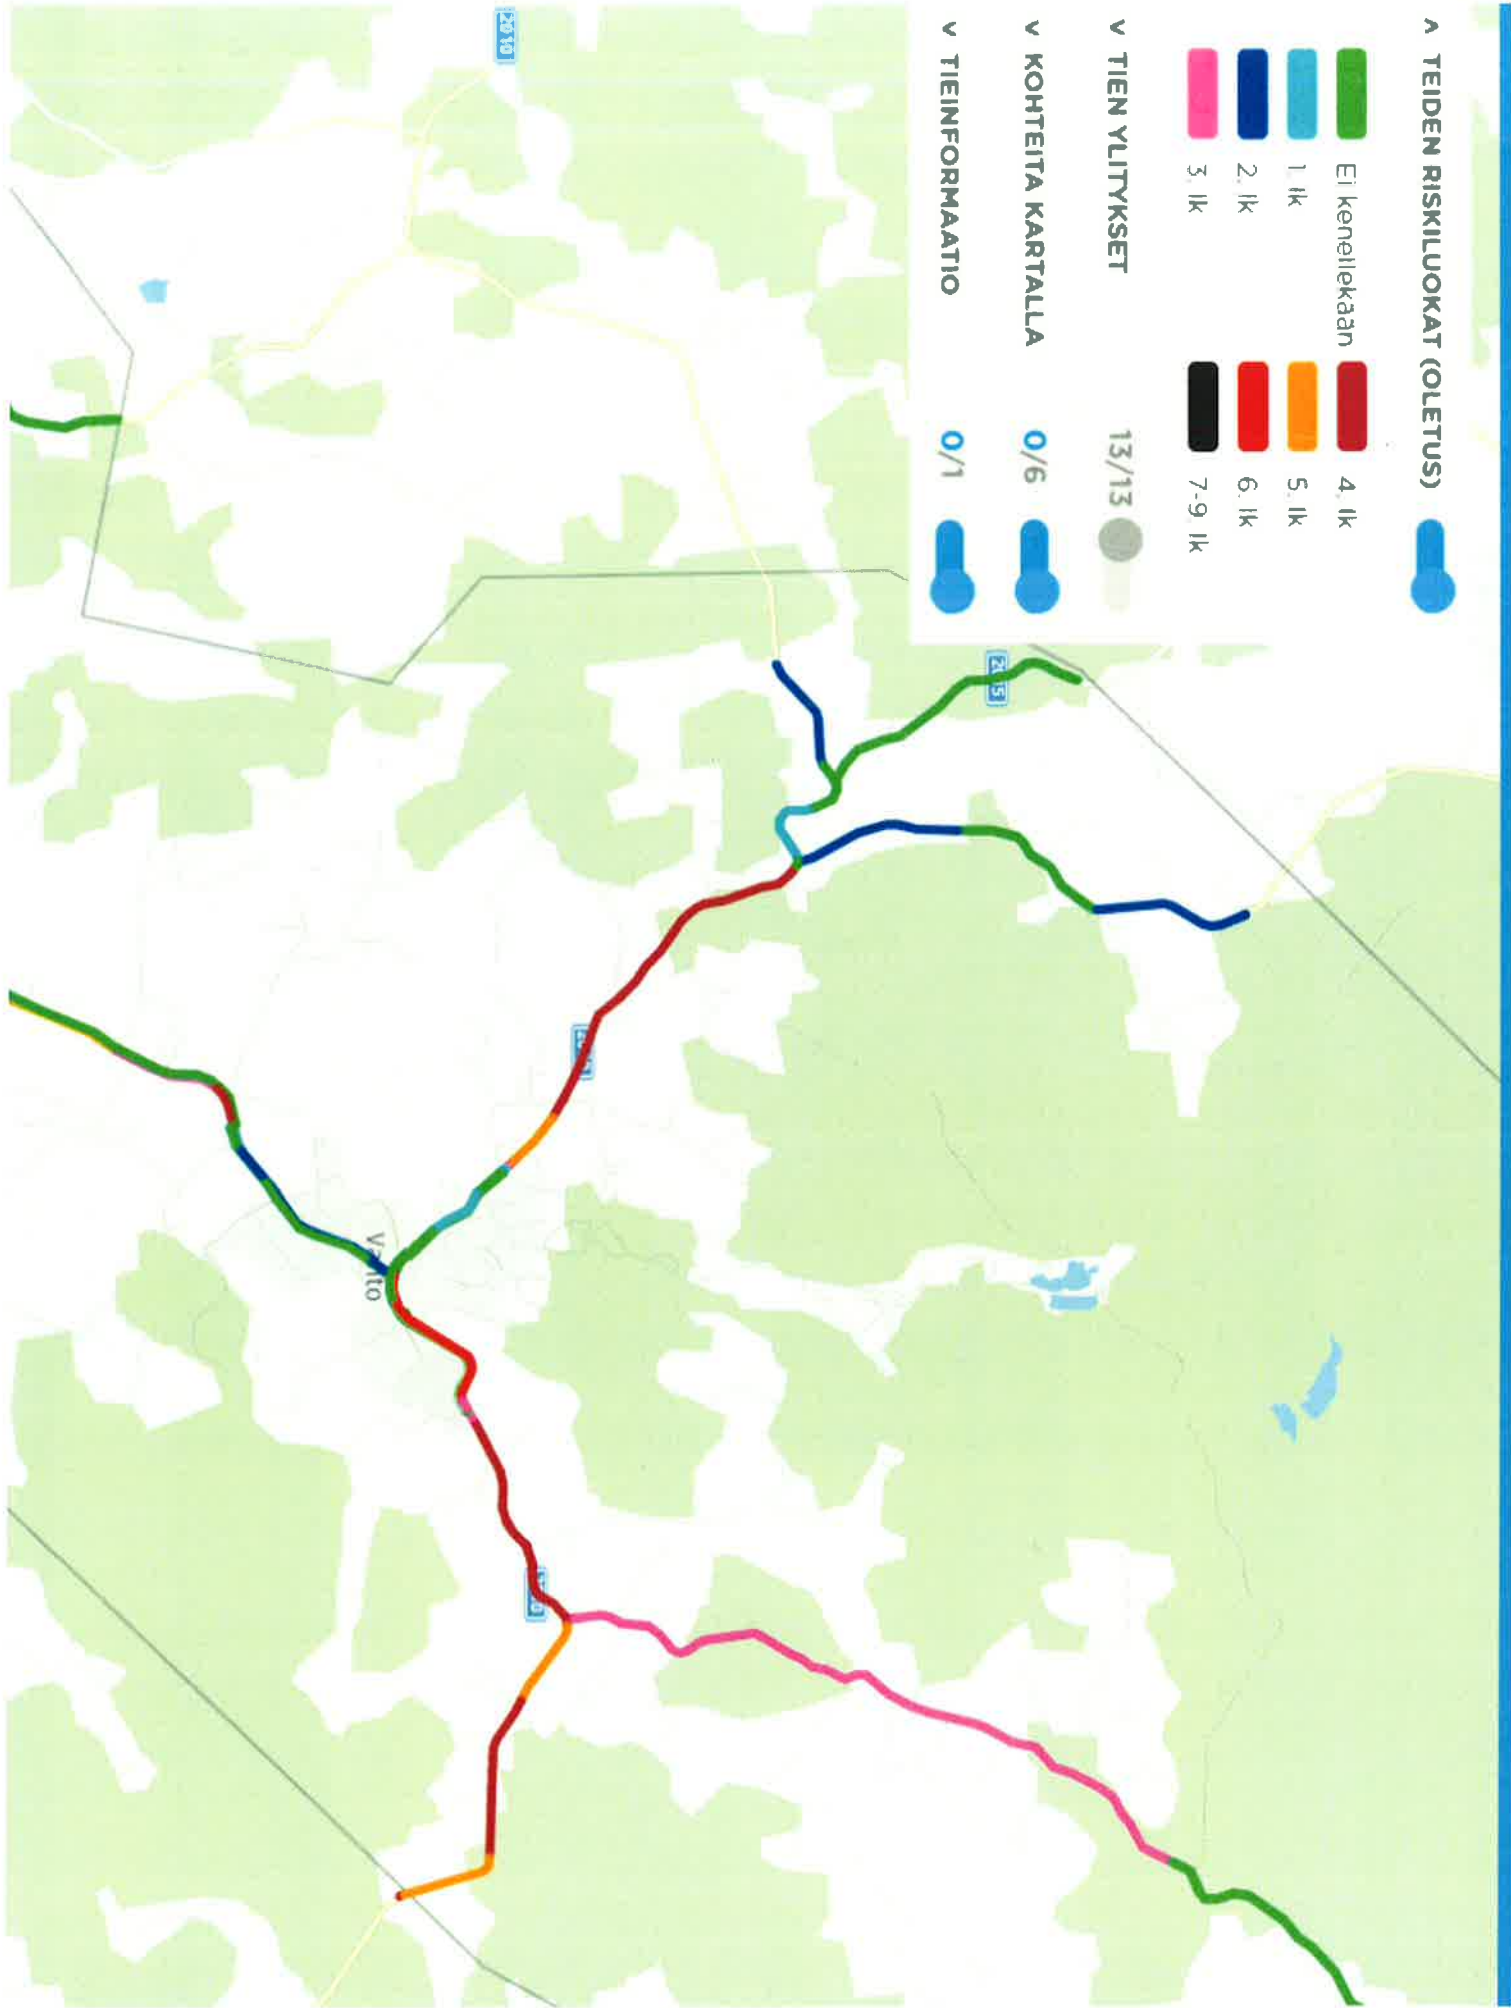 TEIDEN RISKILUOKAT (OLETUS)
Ei kenellekään
4. lk
1. lk
5. lk
2. lk
6. lk
3. lk
7-9. lk
TIEN YLITYKSET 13/13
KOHTEITA KARTALLA 0/6
TIEINFORMAATIO 0/1
2010